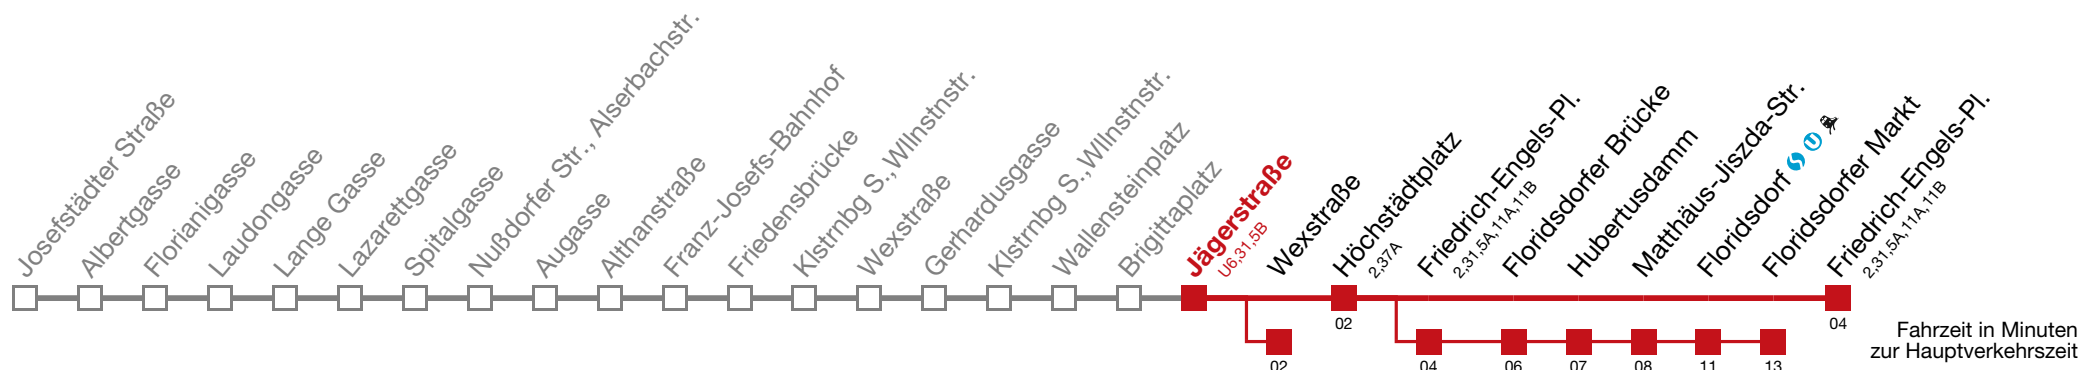 Josefstädter Straße
Albertgasse
Florianigasse
Laudongasse
Lange Gasse
Lazarettgasse
Spitalgasse
Nußdorfer Str., Alserbachstr.
Augasse
Althanstraße
Franz-Josefs-Bahnhof
Friedensbrücke
Klstrnbg S.,Wllnstnstr.
Wexstraße
Gerhardusgasse
Klstrnbg S.,Wllnstnstr.
Wallensteinplatz
Brigittaplatz
Jägerstraße
U6,31,5B
Wexstraße
Höchstädtplatz
2,37A
Friedrich-Engels-Pl.
2,31,5A,11A,11B
Floridsdorfer Brücke
Hubertusdamm
Matthäus-Jiszda-Str.
Floridsdorf S U
Floridsdorfer Markt
Friedrich-Engels-Pl.
2,31,5A,11A,11B
02
04
02
04
06
07
08
11
13
Fahrzeit in Minuten
zur Hauptverkehrszeit